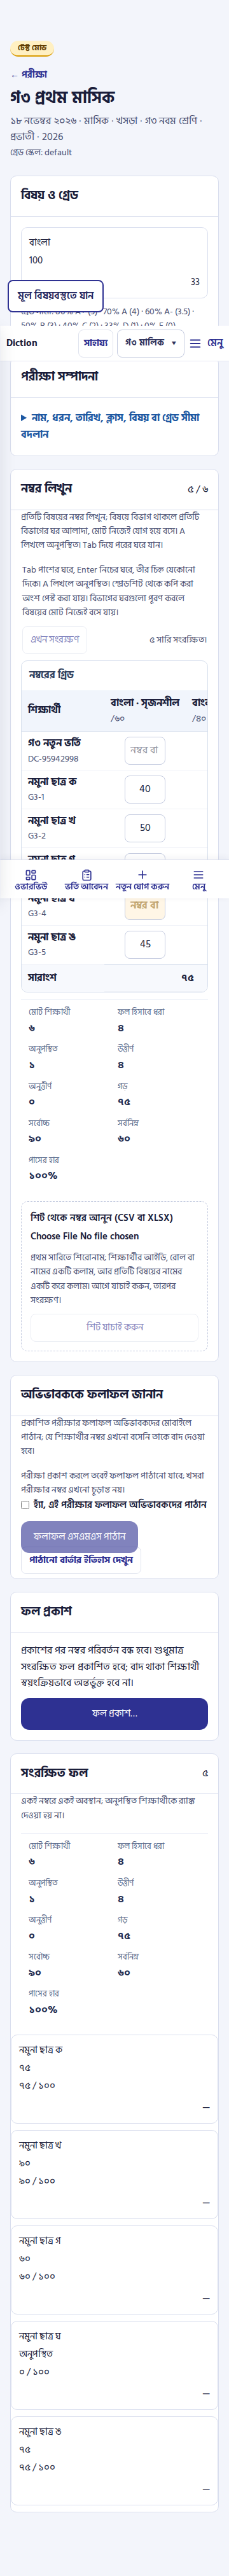 টেস্ট মোড
← পরীক্ষা
গ৩ প্রথম মাসিক
১৮ নভেম্বর ২০২৬ · মাসিক · খসড়া · গ৩ নবম শ্রেণি ·
প্রভাতী · 2026
গ্রেড স্কেল: default
বিষয় ও গ্রেড
বাংলা
100
33
মূল বিষয়বস্তুতে যান
70% A (4) · 60% A- (3.5) ·
Diction
সাহায্য
গ৩ মালিক ▼
মেনু
পরীক্ষা সম্পাদনা
▶ নাম, ধরন, তারিখ, ক্লাস, বিষয় বা গ্রেড সীমা
বদলান
নম্বর লিখুন
৫ / ৬
প্রতিটি বিষয়ের নম্বর লিখুন; বিষয়ে বিভাগ থাকলে প্রতিটি
বিভাগের ঘর আলাদা, মোট নিজেই যোগ হয়ে বসে। A
লিখলে অনুপস্থিত। Tab দিয়ে পরের ঘরে যান।
Tab পাশের ঘরে, Enter নিচের ঘরে, তীর চিহ্ন যেকোনো
দিকে। A লিখলে অনুপস্থিত। স্প্রেডশিট থেকে কপি করা
অংশ পেস্ট করা যায়। বিভাগের ঘরগুলো পূরণ করলে
বিষয়ের মোট নিজেই বসে যায়।
এখন সংরক্ষণ
৫ সারি সংরক্ষিত।
নম্বরের গ্রিড
শিক্ষার্থী
বাংলা · সৃজনশীল
/৬০
/৪০
গ৩ নতুন ভর্তি
DC-95942998
নম্বর বা
নমুনা ছাত্র ক
G3-1
40
নমুনা ছাত্র খ
G3-2
50
ওভারভিউ
ভর্তি আবেদন
নতুন যোগ করুন
মেনু
G3-4
নম্বর বা
নমুনা ছাত্র ঙ
G3-5
45
সারাংশ
৭৫
মোট শিক্ষার্থী
ফল হিসাবে ধরা
৬
৪
অনুপস্থিত
উত্তীর্ণ
১
৪
অনুত্তীর্ণ
গড়
০
৭৫
সর্বোচ্চ
সর্বনিম্ন
৯০
৬০
পাসের হার
১০০%
শিট থেকে নম্বর আনুন (CSV বা XLSX)
Choose File No file chosen
প্রথম সারিতে শিরোনাম; শিক্ষার্থীর আইডি, রোল বা
নামের একটি কলাম, আর প্রতিটি বিষয়ের নামের
একটি করে কলাম। আগে যাচাই করুন, তারপর
সংরক্ষণ।
শিট যাচাই করুন
অভিভাবককে ফলাফল জানান
প্রকাশিত পরীক্ষার ফলাফল অভিভাবকদের মোবাইলে
পাঠান; যে শিক্ষার্থীর নম্বর এখনো বসেনি তাকে বাদ দেওয়া
হবে।
পরীক্ষা প্রকাশ করলে তবেই ফলাফল পাঠানো যাবে; খসরা
পরীক্ষার নম্বর এখনো চূড়ান্ত নয়।
হ্যাঁ, এই পরীক্ষার ফলাফল অভিভাবকদের পাঠান
ফলাফল এসএমএস পাঠান
পাঠানো বার্তার ইতিহাস দেখুন
ফল প্রকাশ
প্রকাশের পর নম্বর পরিবর্তন বন্ধ হবে। শুধুমাত্র
সংরক্ষিত ফল প্রকাশিত হবে; বাদ থাকা শিক্ষার্থী
স্বয়ংক্রিয়ভাবে অন্তর্ভুক্ত হবে না।
ফল প্রকাশ...
সংরক্ষিত ফল
৫
একই নম্বরে একই অবস্থান; অনুপস্থিত শিক্ষার্থীকে র‍্যাঙ্ক
দেওয়া হয় না।
মোট শিক্ষার্থী
ফল হিসাবে ধরা
৬
৪
অনুপস্থিত
উত্তীর্ণ
১
৪
অনুত্তীর্ণ
গড়
০
৭৫
সর্বোচ্চ
সর্বনিম্ন
৯০
৬০
পাসের হার
১০০%
নমুনা ছাত্র ক
৭৫
৭৫ / ১০০
—
নমুনা ছাত্র খ
৯০
৯০ / ১০০
—
নমুনা ছাত্র গ
৬০
৬০ / ১০০
—
নমুনা ছাত্র ঘ
অনুপস্থিত
০ / ১০০
—
নমুনা ছাত্র ঙ
৭৫
৭৫ / ১০০
—